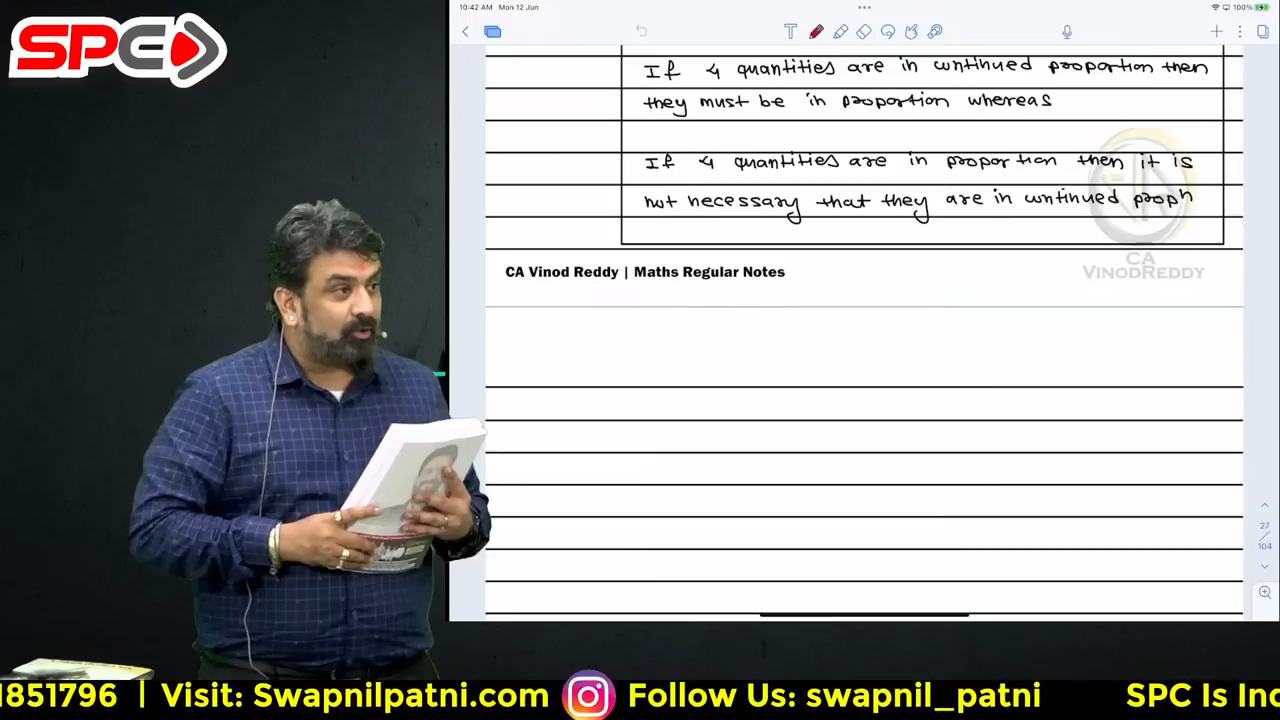 10:42 AM Mon 12 Jun
100%
SPC
If 4 quantities are in continued proportion then
they must be in proportion whereas
If 4 quantities are in proportion then it is
not necessary that they are in continued propn
CA Vinod Reddy | Maths Regular Notes
CA
VINODREDDY
27
104
1851796 | Visit: Swapnilpatni.com
Follow Us: swapnil_patni
SPC Is Inc